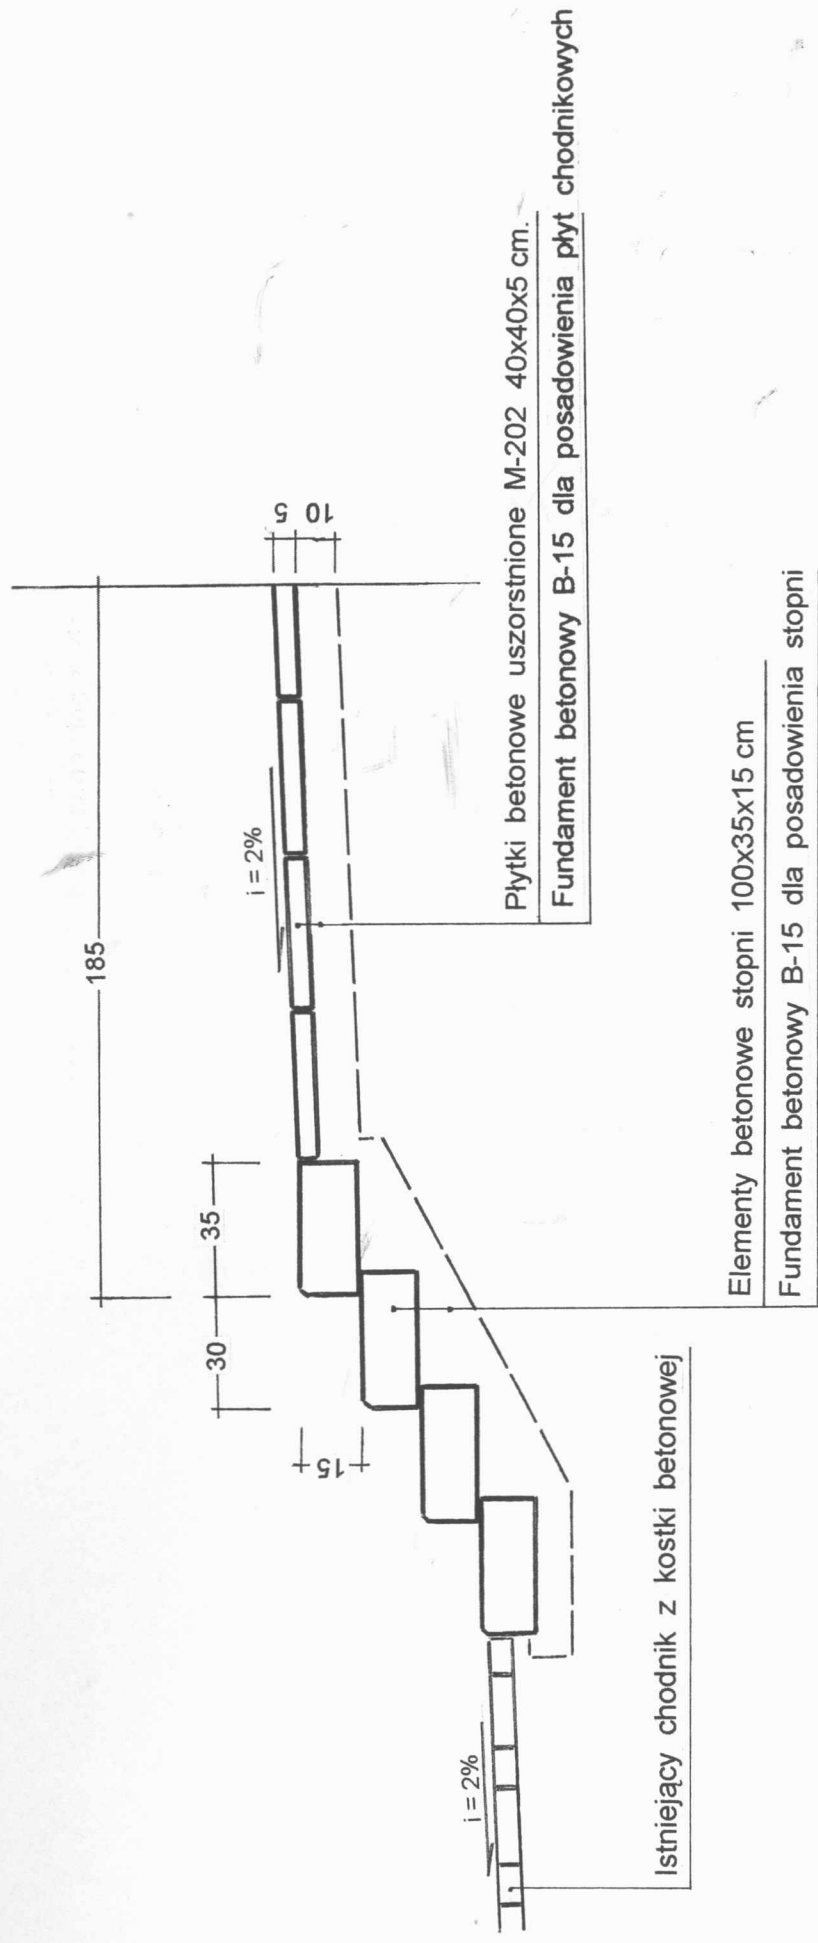 185
35
30
15
5
10
i = 2%
Płytki betonowe uszorstnione M-202 40x40x5 cm.
Fundament betonowy B-15 dla posadowienia płyt chodnikowych
Elementy betonowe stopni 100x35x15 cm
Fundament betonowy B-15 dla posadowienia stopni
i = 2%
Istniejący chodnik z kostki betonowej